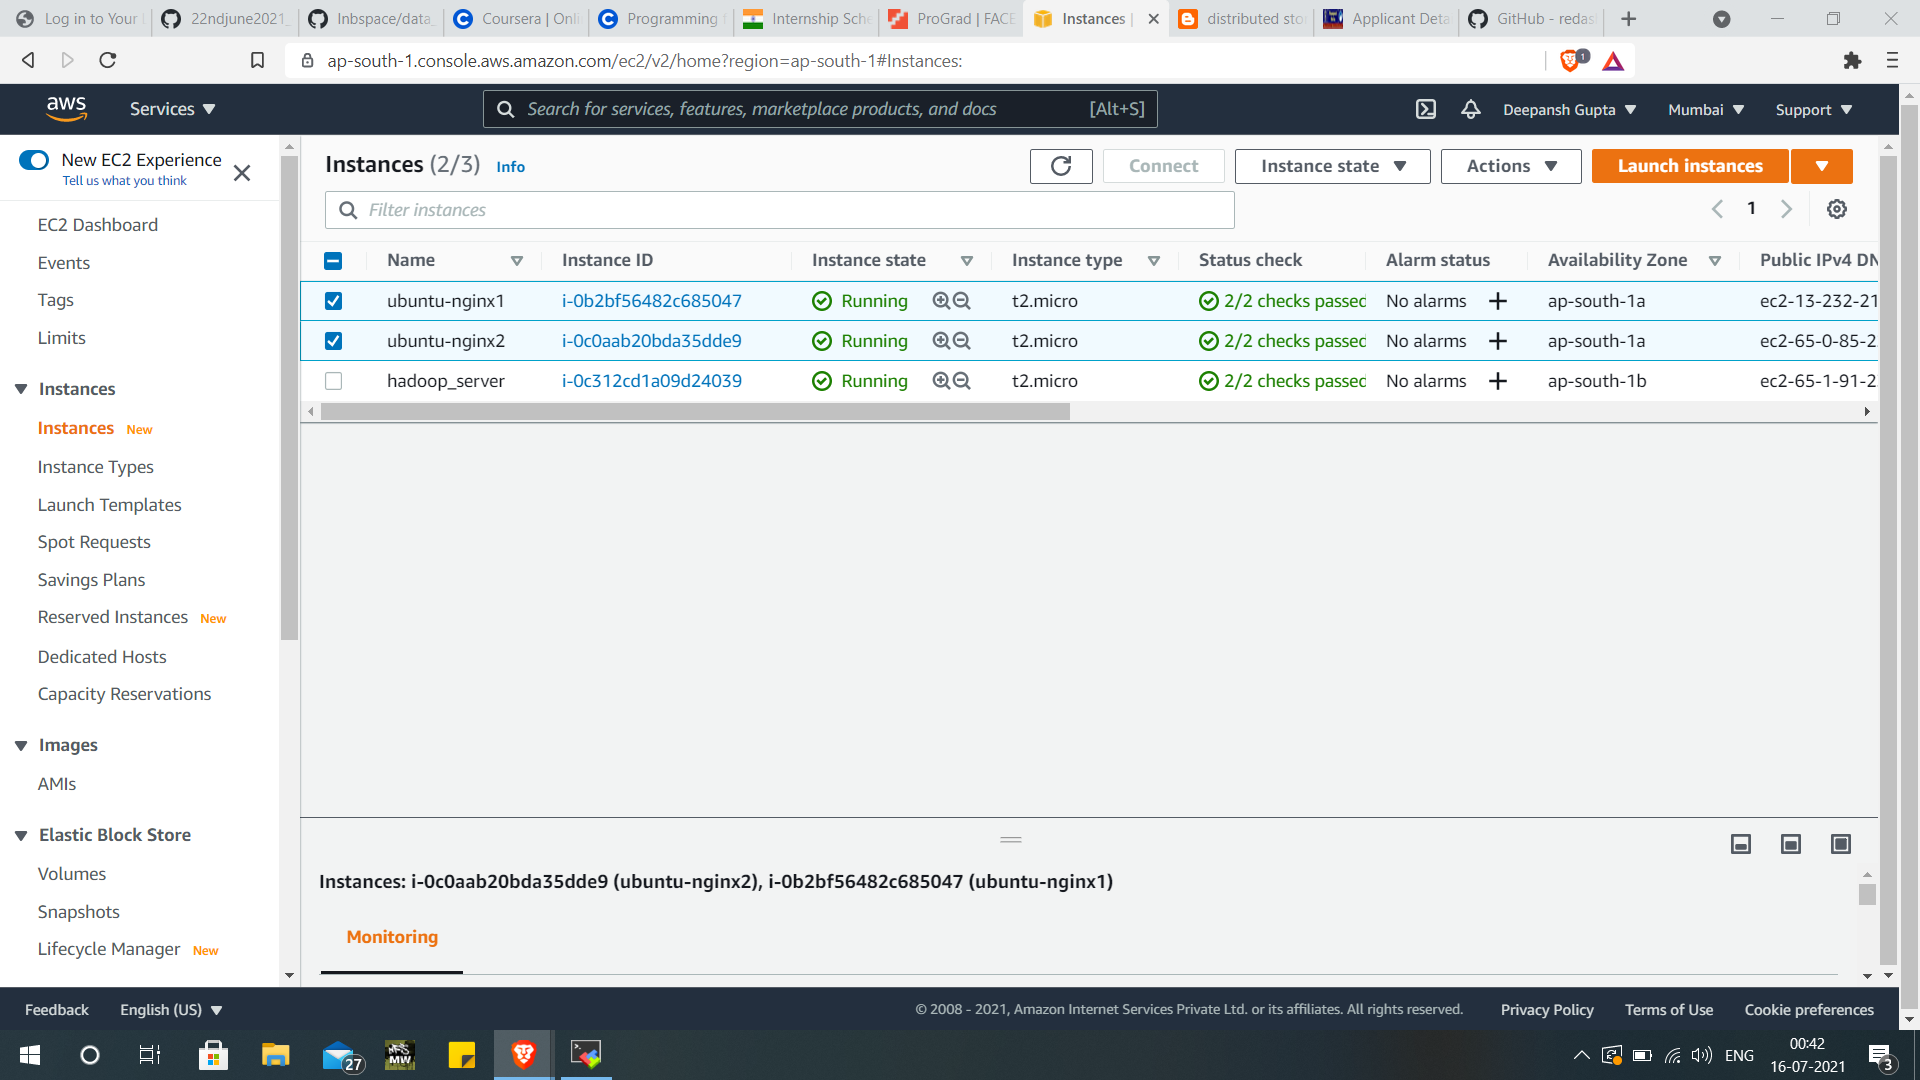 Log in to Your
22ndjune2021_
lnbspace/data_
Coursera | Onli
Programming f
Internship Sche
ProGrad | FACE
Instances |
distributed sto
Applicant Deta
GitHub - redas
ap-south-1.console.aws.amazon.com/ec2/v2/home?region=ap-south-1#Instances:
1
aws
Services
Search for services, features, marketplace products, and docs
[Alt+S]
Deepansh Gupta
Mumbai
Support
New EC2 Experience
Tell us what you think
EC2 Dashboard
Events
Tags
Limits
Instances
Instances New
Instance Types
Launch Templates
Spot Requests
Savings Plans
Reserved Instances New
Dedicated Hosts
Capacity Reservations
Images
AMIs
Elastic Block Store
Volumes
Snapshots
Lifecycle Manager New
Instances (2/3) Info
Connect
Instance state
Actions
Launch instances
Filter instances
1
Name Instance ID Instance state Instance type Status check Alarm status Availability Zone Public IPv4 DN
ubuntu-nginx1 i-0b2bf56482c685047 Running t2.micro 2/2 checks passed No alarms + ap-south-1a ec2-13-232-21
ubuntu-nginx2 i-0c0aab20bda35dde9 Running t2.micro 2/2 checks passed No alarms + ap-south-1a ec2-65-0-85-2
hadoop_server i-0c312cd1a09d24039 Running t2.micro 2/2 checks passed No alarms + ap-south-1b ec2-65-1-91-2
Instances: i-0c0aab20bda35dde9 (ubuntu-nginx2), i-0b2bf56482c685047 (ubuntu-nginx1)
Monitoring
Feedback
English (US)
© 2008 - 2021, Amazon Internet Services Private Ltd. or its affiliates. All rights reserved.
Privacy Policy
Terms of Use
Cookie preferences
27
MW
ENG
00:42
16-07-2021
3